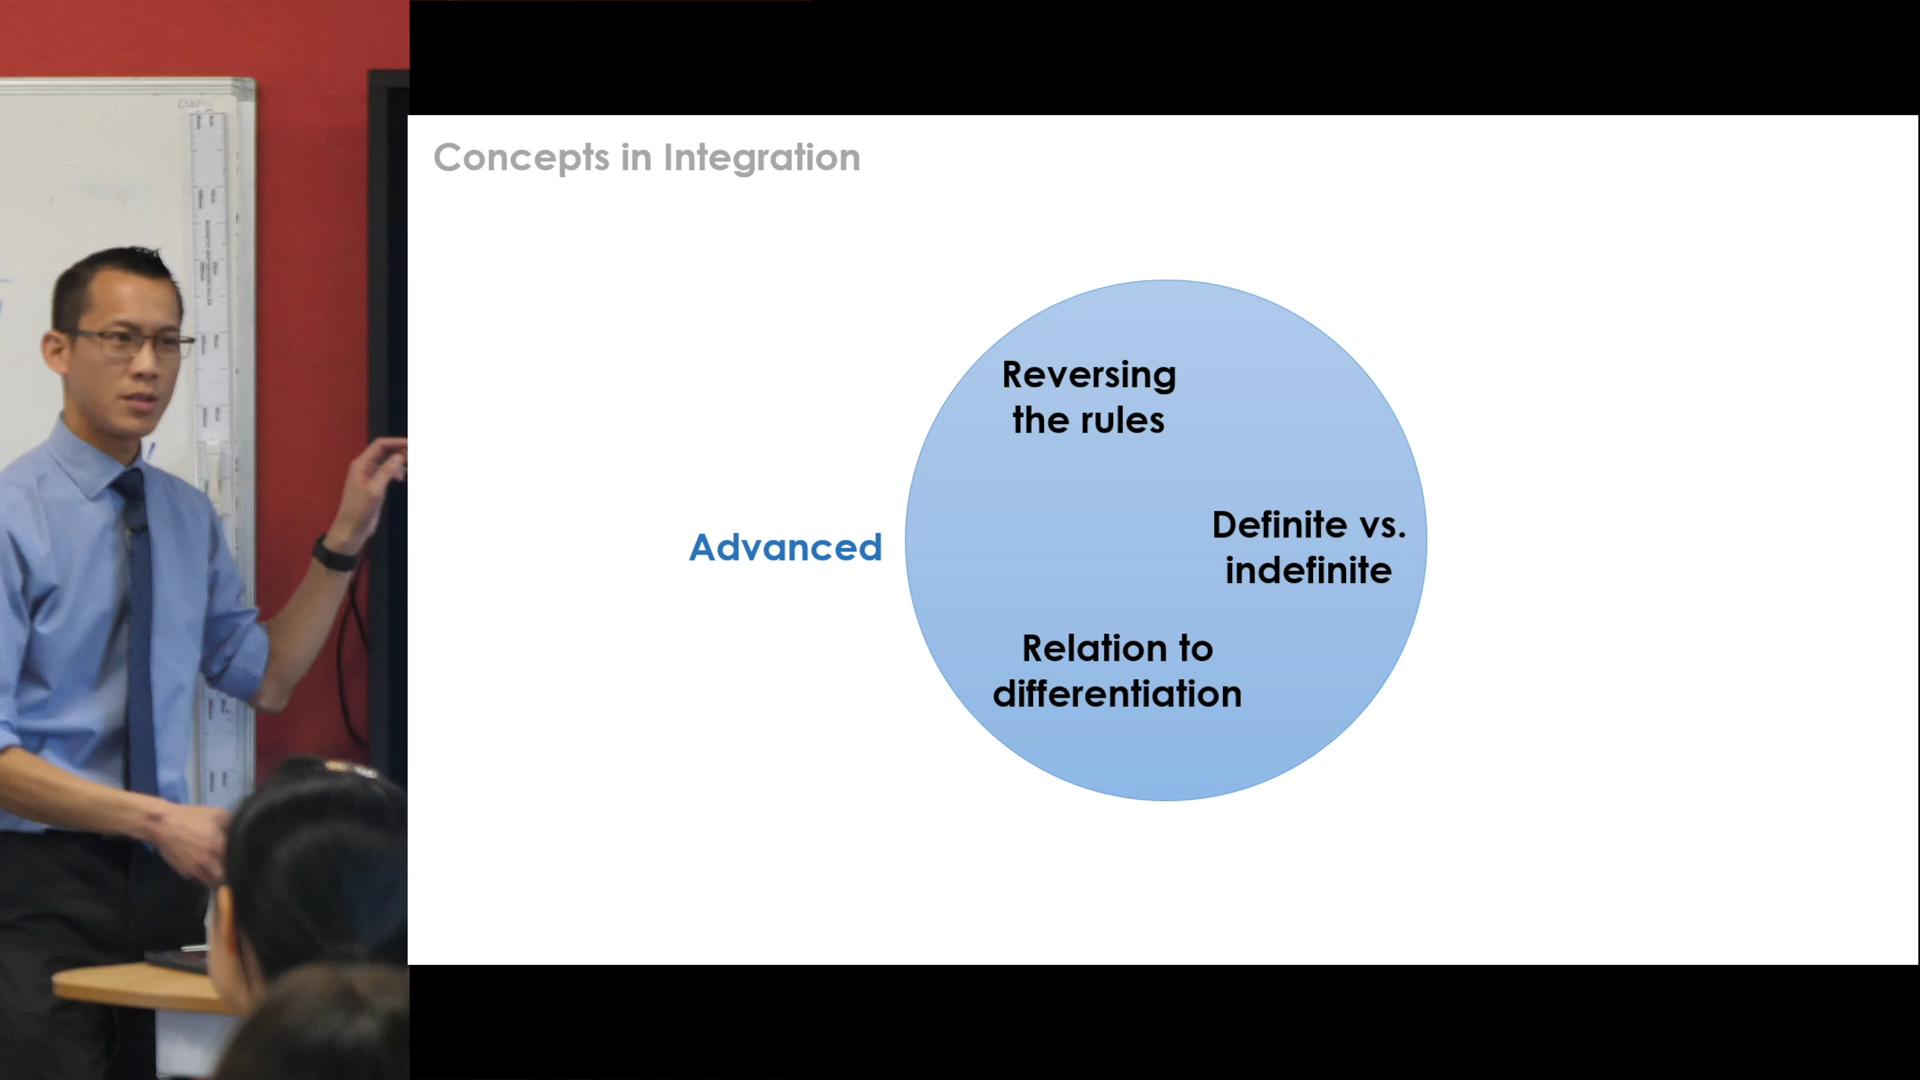 Concepts in Integration
Reversing
the rules
Advanced
Definite vs.
indefinite
Relation to
differentiation